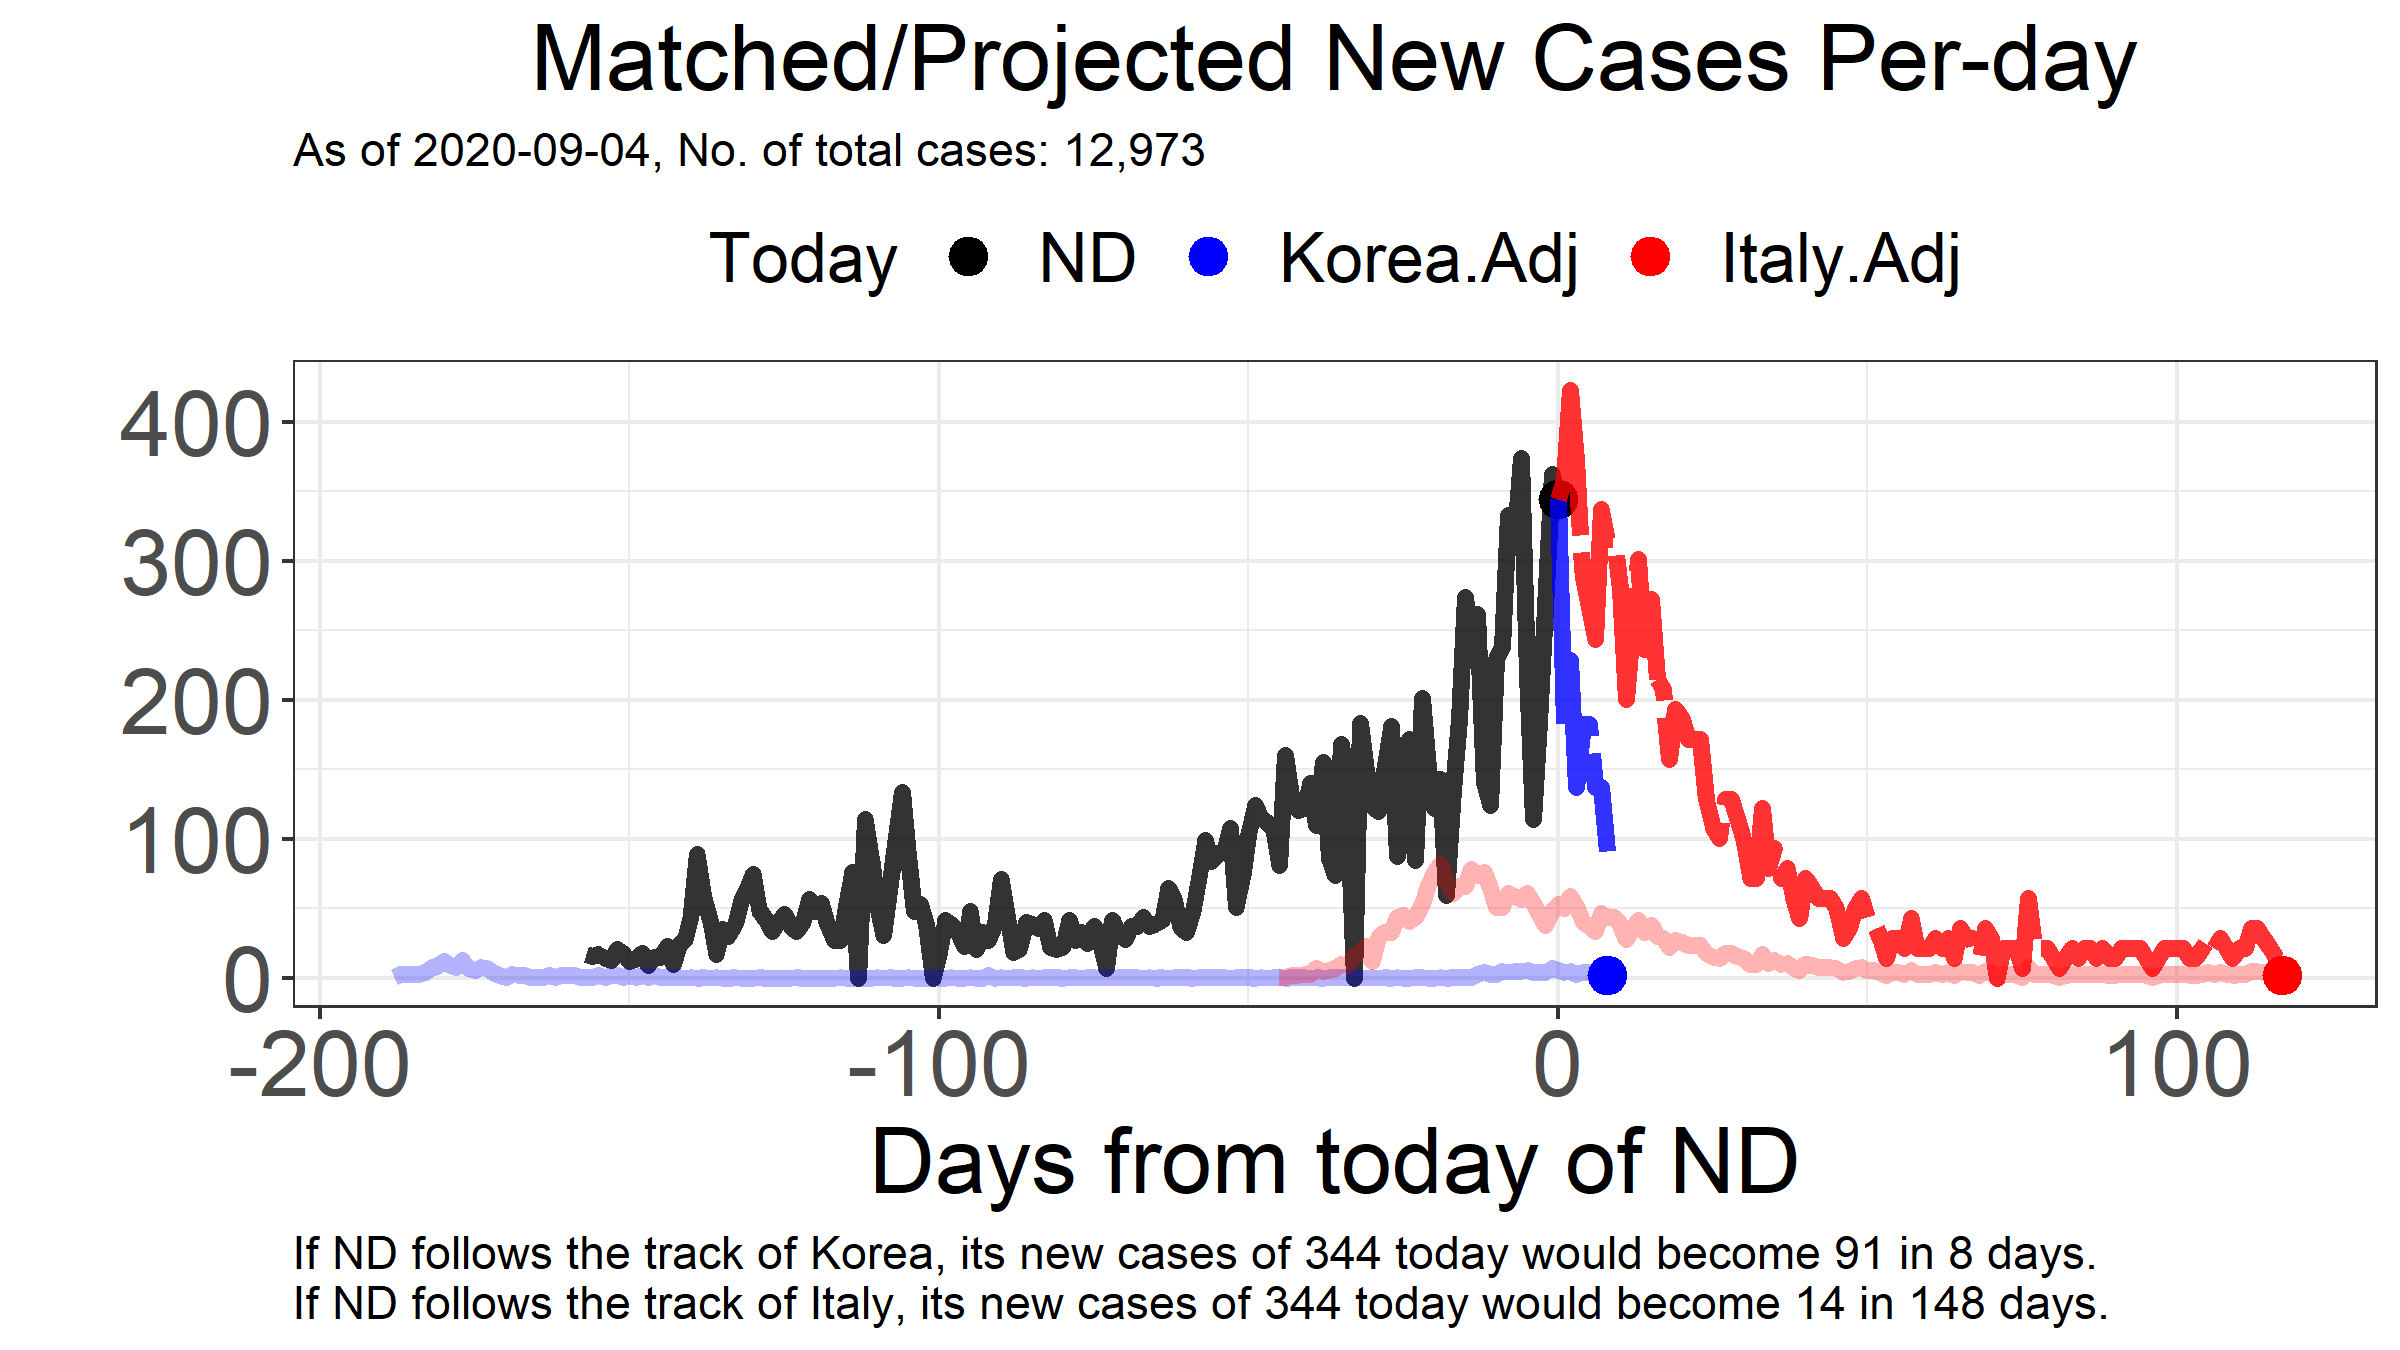 Matched/Projected New Cases Per-day
As of 2020-09-04, No. of total cases: 12,973
Today ND Korea.Adj Italy.Adj
400
300
200
100
0
-200 -100 0 100
Days from today of ND
If ND follows the track of Korea, its new cases of 344 today would become 91 in 8 days.
If ND follows the track of Italy, its new cases of 344 today would become 14 in 148 days.